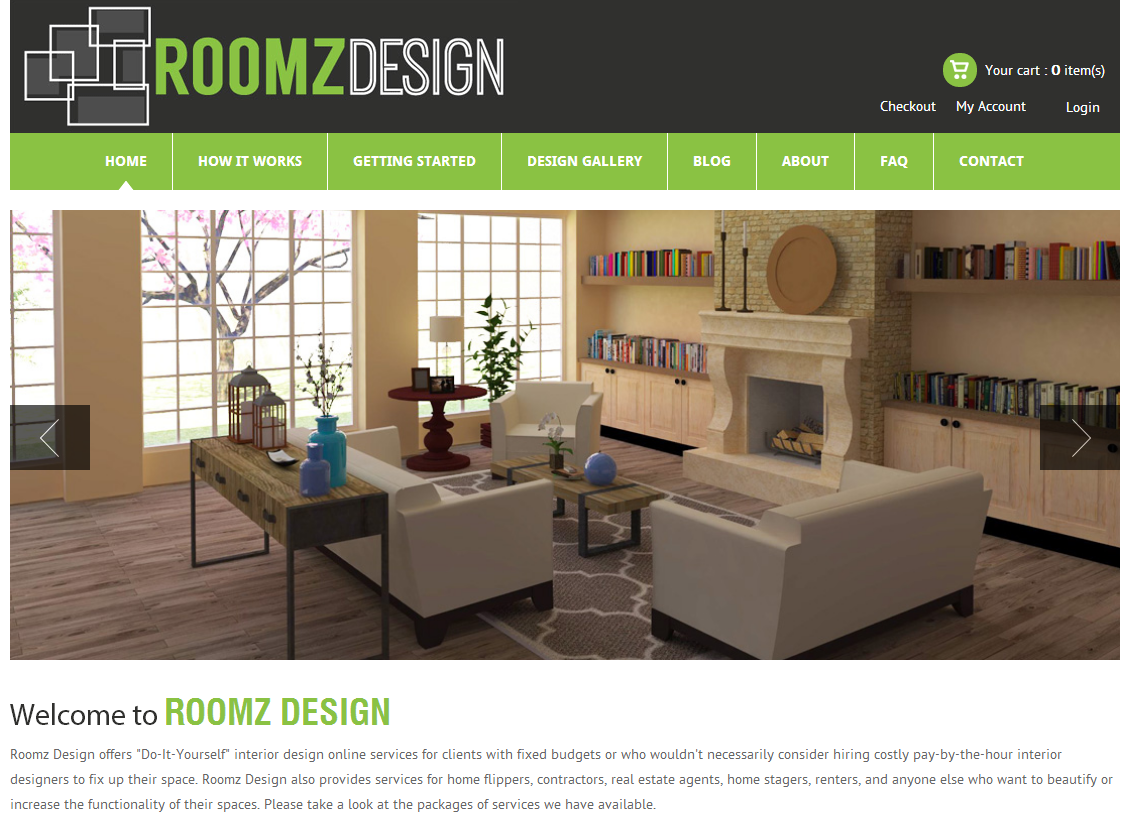 ROOMZDESIGN
Your cart : 0 item(s)
Checkout My Account Login
HOME HOW IT WORKS GETTING STARTED DESIGN GALLERY BLOG ABOUT FAQ CONTACT
Welcome to ROOMZ DESIGN
Roomz Design offers "Do-It-Yourself" interior design online services for clients with fixed budgets or who wouldn't necessarily consider hiring costly pay-by-the-hour interior
designers to fix up their space. Roomz Design also provides services for home flippers, contractors, real estate agents, home stagers, renters, and anyone else who want to beautify or
increase the functionality of their spaces. Please take a look at the packages of services we have available.